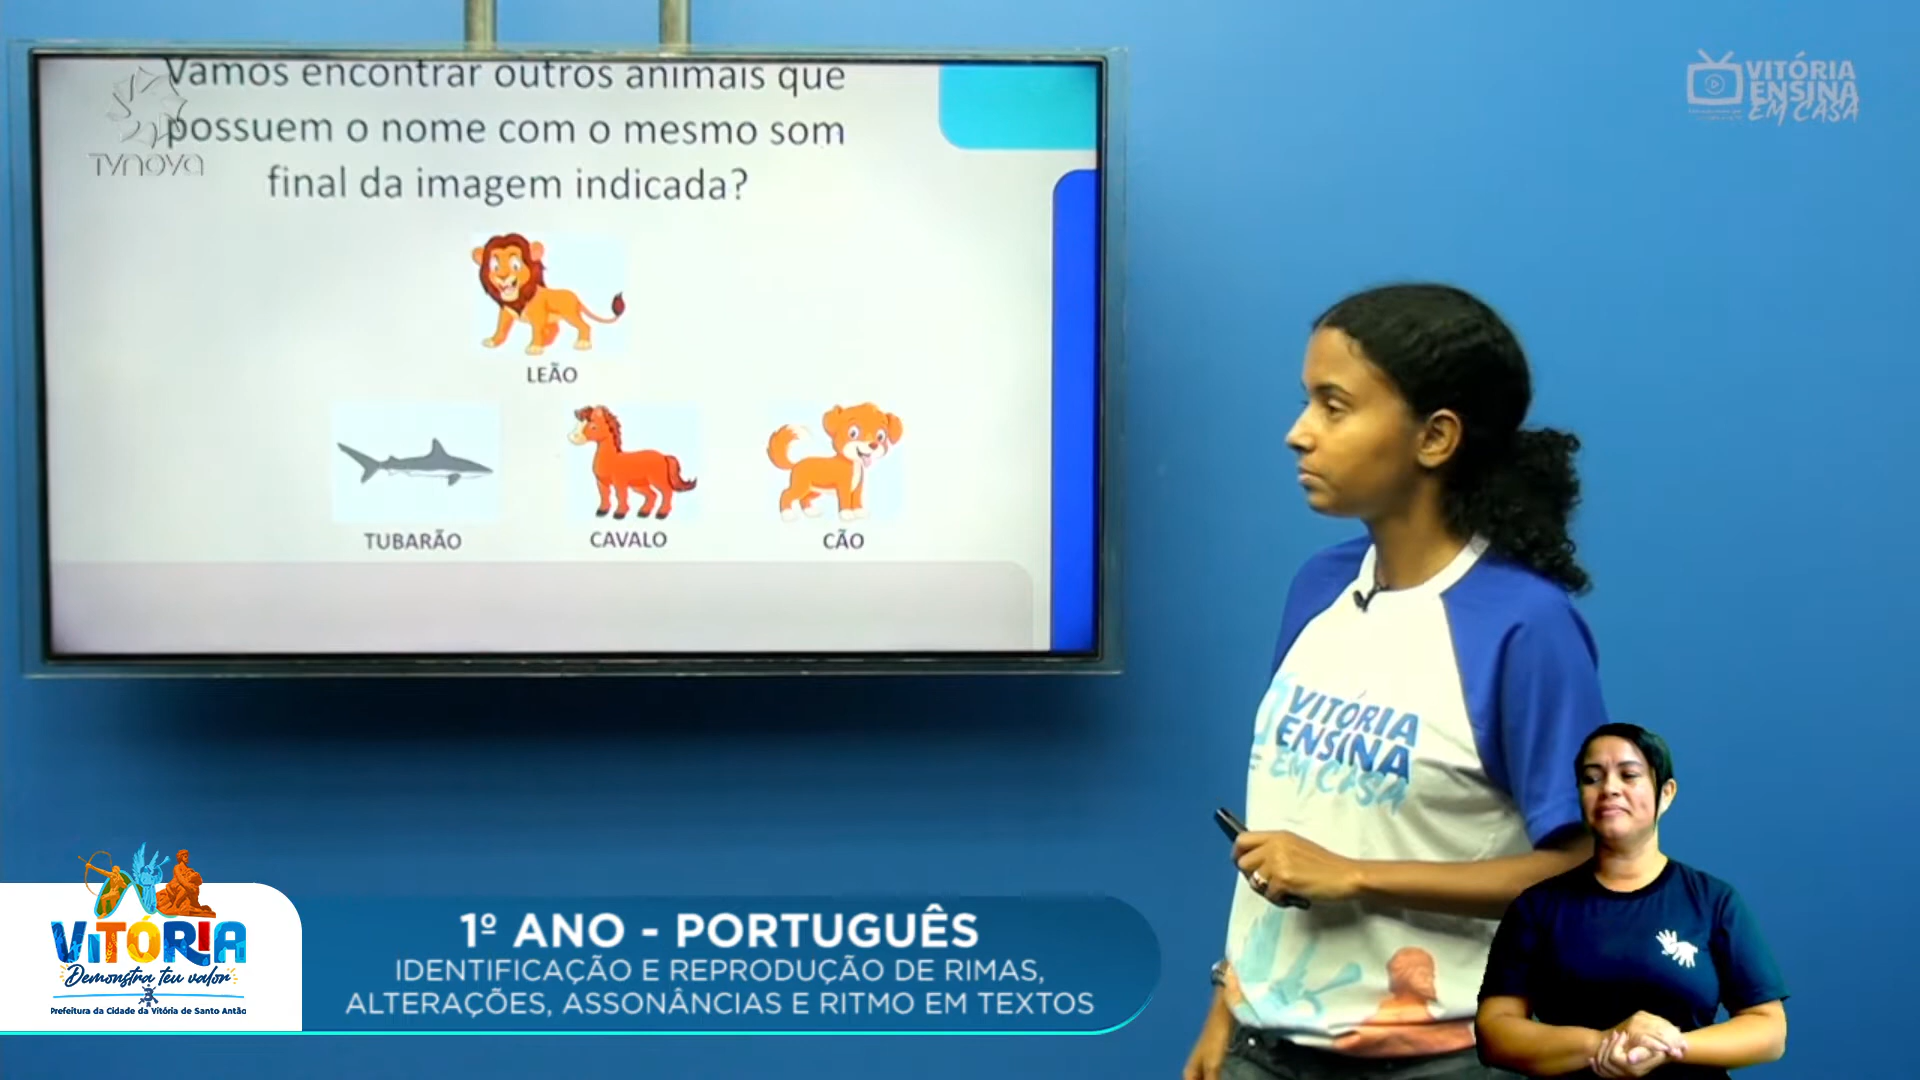 Vamos encontrar outros animais que
possuem o nome com o mesmo som
final da imagem indicada?
TVNOVA
LEÃO
TUBARÃO
CAVALO
CÃO
VITÓRIA
ENSINA
EM CASA
VITÓRIA
ENSINA
EM CASA
VITÓRIA
Demonstra teu valor
Prefeitura da Cidade da Vitória de Santo Antão
1º ANO - PORTUGUÊS
IDENTIFICAÇÃO E REPRODUÇÃO DE RIMAS,
ALTERAÇÕES, ASSONÂNCIAS E RITMO EM TEXTOS